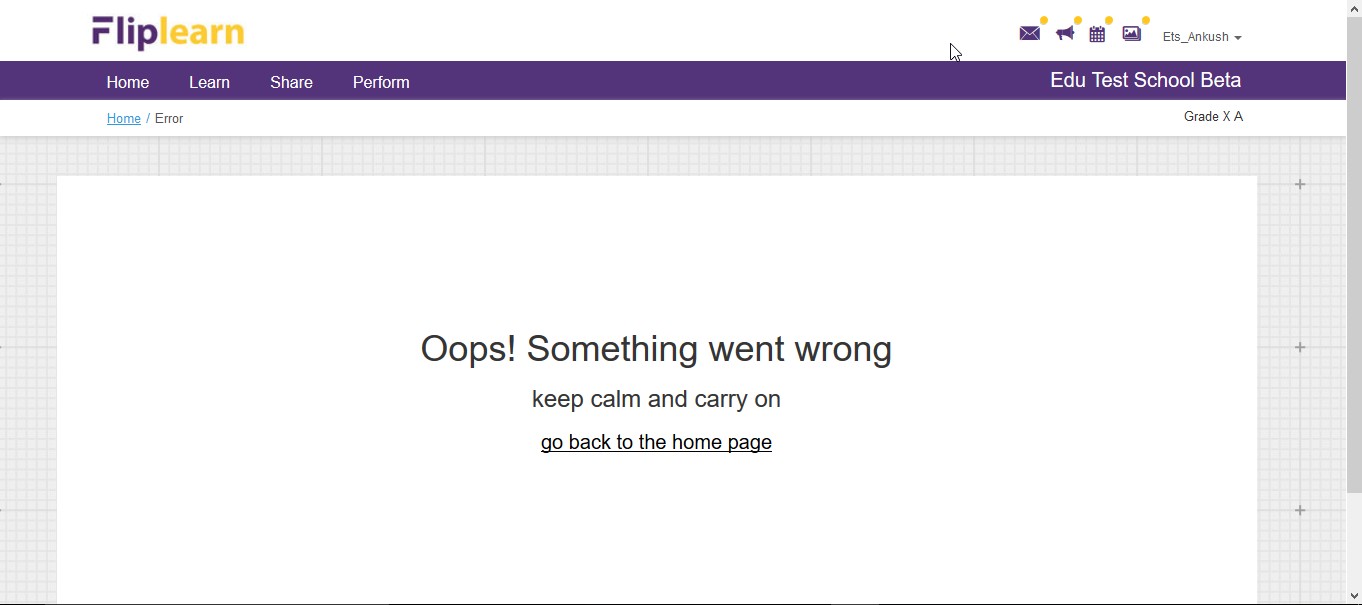 Fliplearn
Ets_Ankush
Home Learn Share Perform
Edu Test School Beta
Home / Error
Grade X A
Oops! Something went wrong
keep calm and carry on
go back to the home page